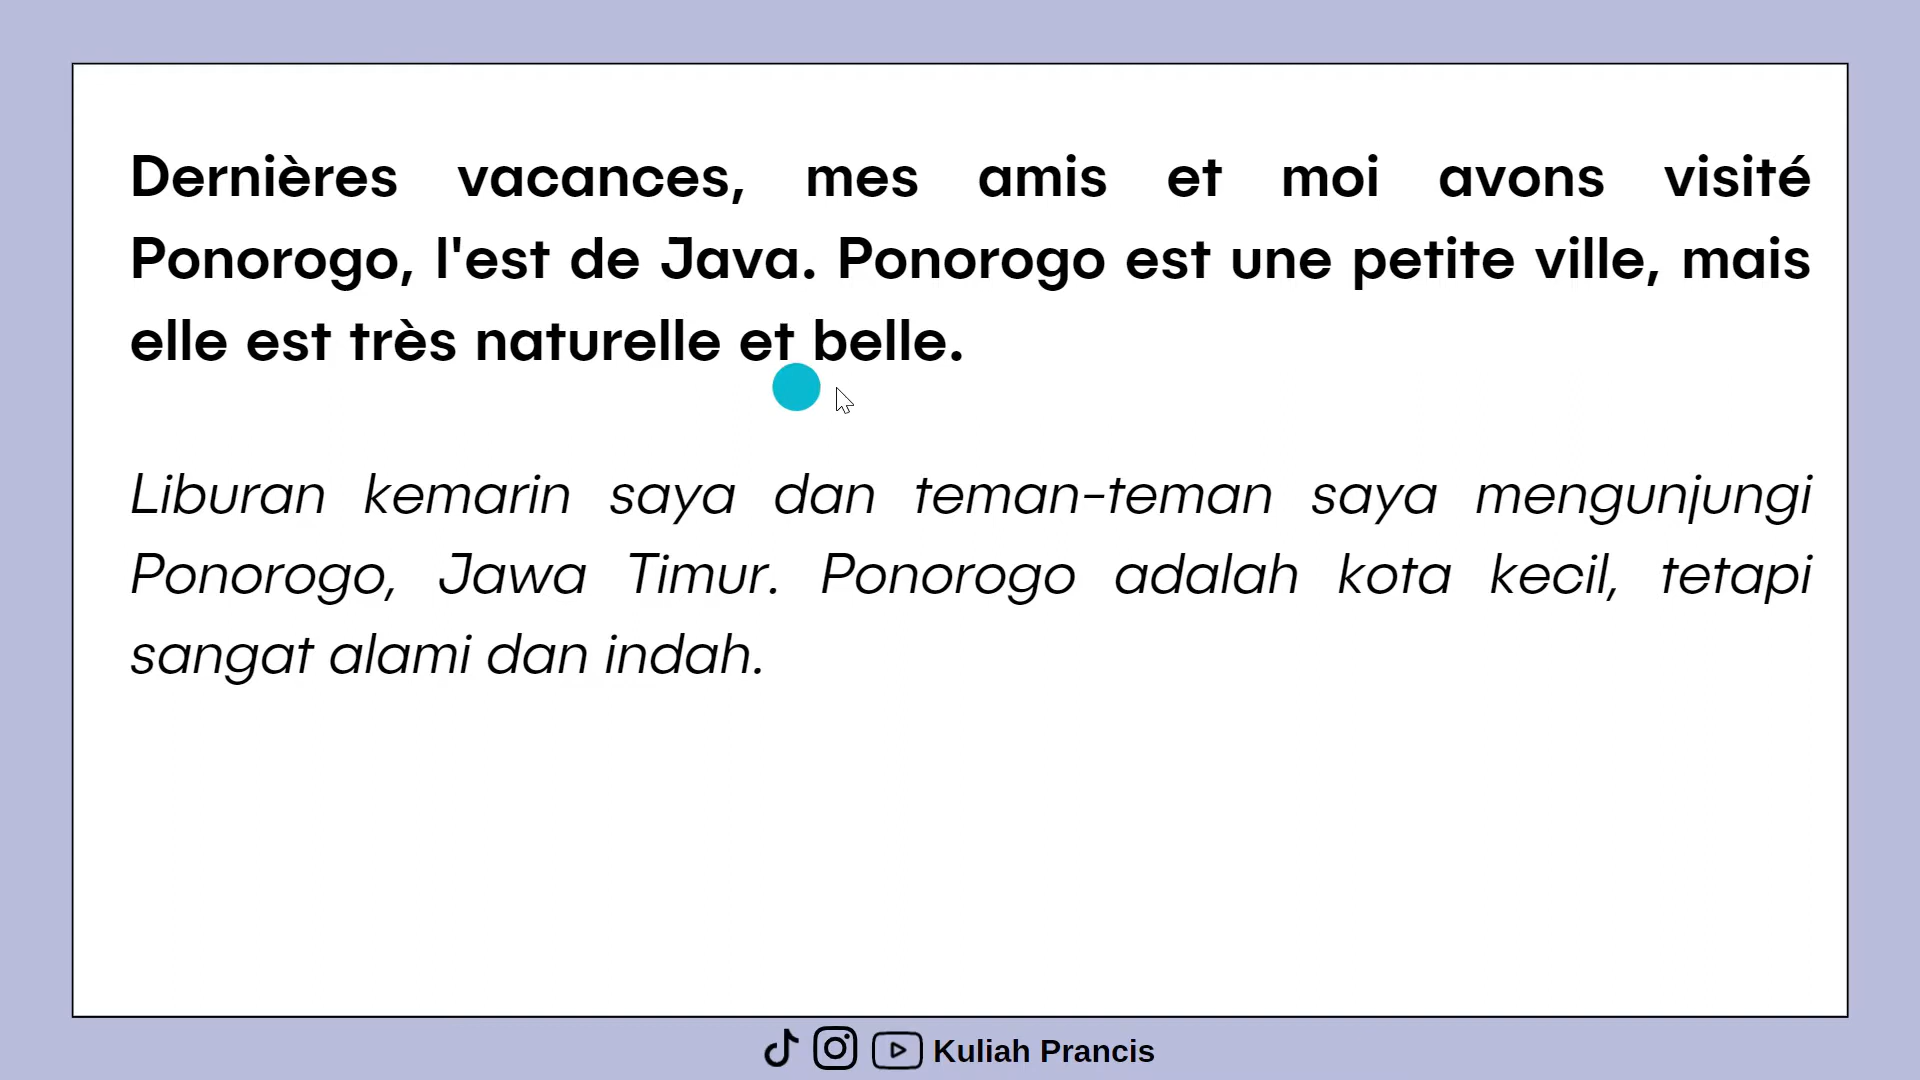 Dernières vacances, mes amis et moi avons visité
Ponorogo, l'est de Java. Ponorogo est une petite ville, mais
elle est très naturelle et belle.
Liburan kemarin saya dan teman-teman saya mengunjungi
Ponorogo, Jawa Timur. Ponorogo adalah kota kecil, tetapi
sangat alami dan indah.
Kuliah Prancis